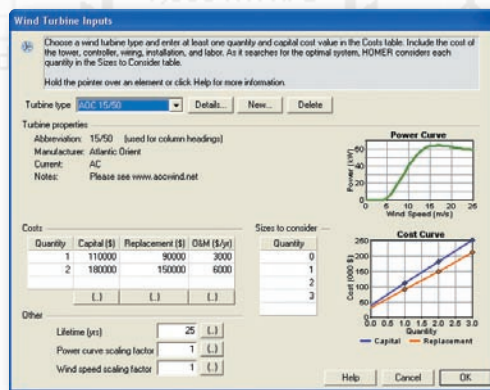 Wind Turbine Inputs
Choose a wind turbine type and enter at least one quantity and capital cost value in the Costs table. Include the cost
of the tower, controller, wiring, installation, and labor. As it searches for the optimal system, HOMER considers each
quantity in the Sizes to Consider table.
Hold the pointer over an element or click Help for more information.
Turbine type AOC 15/50 Details... New... Delete
Turbine properties
Abbreviation: 15/50 (used for column headings)
Manufacturer: Atlantic Orient
Current: AC
Notes: Please see www.aocwind.net
Power Curve
Power (kW)
60
40
20
0
0 5 10 15 20 25
Wind Speed (m/s)
Costs
Quantity Capital ($) Replacement ($) O&M ($/yr)
1 110000 90000 3000
2 180000 150000 6000
{..} {..} {..}
Sizes to consider
Quantity
0
1
2
3
Cost Curve
Cost (000 $)
280
200
160
120
80
40
0
0.0 0.5 1.0 1.5 2.0 2.5 3.0
Quantity
Capital Replacement
Other
Lifetime (yrs) 25 {..}
Power curve scaling factor 1 {..}
Wind speed scaling factor 1 {..}
Help Cancel OK